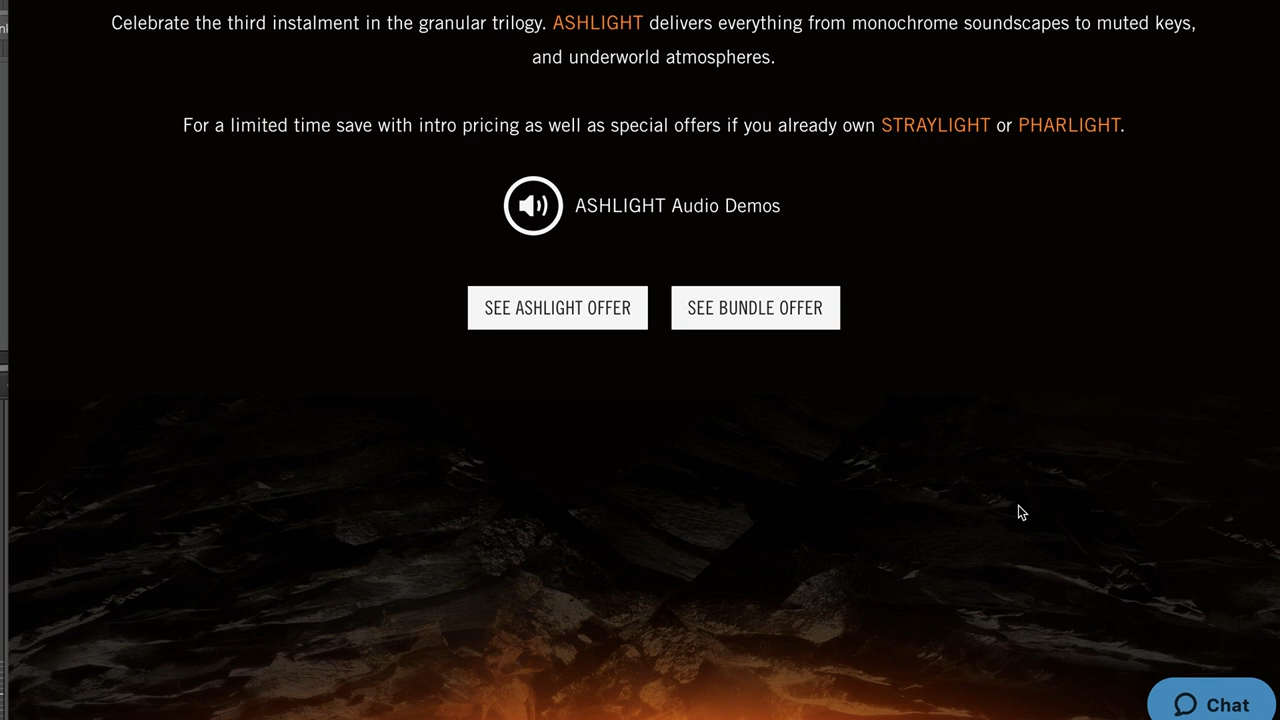 Celebrate the third instalment in the granular trilogy. ASHLIGHT delivers everything from monochrome soundscapes to muted keys,
and underworld atmospheres.
For a limited time save with intro pricing as well as special offers if you already own STRAYLIGHT or PHARLIGHT.
ASHLIGHT Audio Demos
SEE ASHLIGHT OFFER
SEE BUNDLE OFFER
Chat